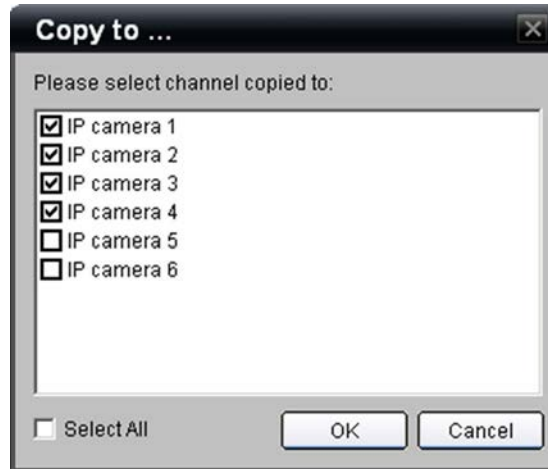 Copy to ...
Please select channel copied to:
IP camera 1
IP camera 2
IP camera 3
IP camera 4
IP camera 5
IP camera 6
Select All
OK
Cancel